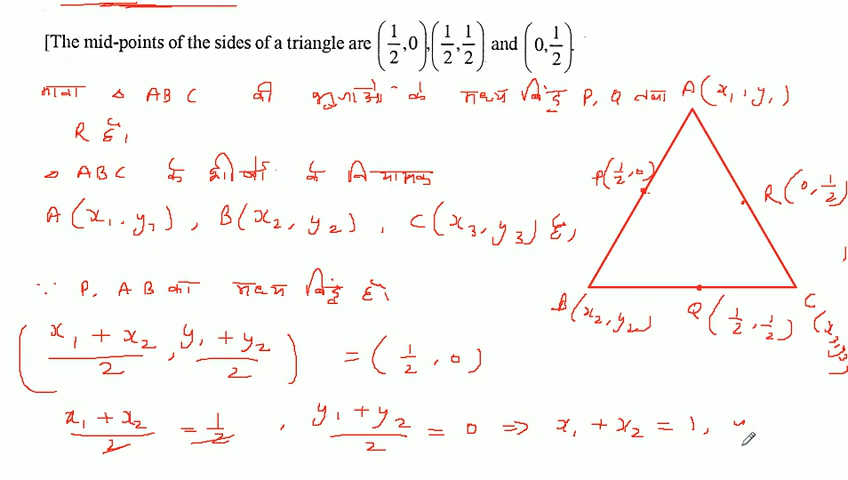 [The mid-points of the sides of a triangle are (1/2, 0), (1/2, 1/2) and (0, 1/2).
माना △ ABC की भुजाओं के मध्य बिंदु P, Q तथा
R हैं,
△ ABC के शीर्षों के नियामक
A(x₁, y₁), B(x₂, y₂), C(x₃, y₃) हैं,
∵ P, AB का मध्य बिंदु है।
((x₁ + x₂)/2, (y₁ + y₂)/2) = (1/2, 0)
(x₁ + x₂)/2 = 1/2, (y₁ + y₂)/2 = 0 ⇒ x₁ + x₂ = 1,
A(x₁, y₁)
P(1/2, 0)
R(0, 1/2)
B(x₂, y₂)
Q(1/2, 1/2)
C(x₃, y₃)